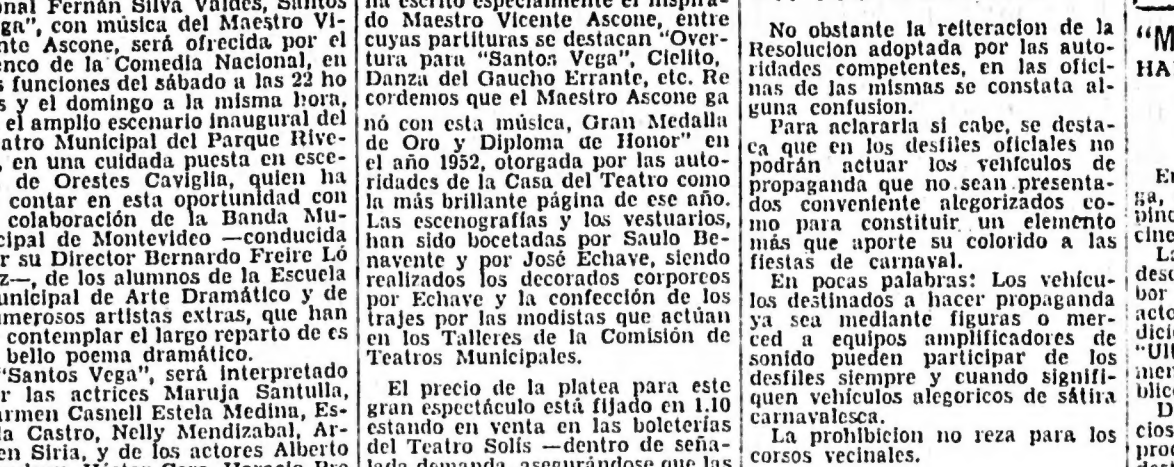 onal Fernán Silva Valdés, Santos
ga", con música del Maestro Vi-
nte Ascone, será ofrecida por el
enco de la Comedia Nacional, en
s funciones del sábado a las 22 ho
s y el domingo a la misma hora,
el amplio escenario inaugural del
atro Municipal del Parque Rive-
, en una cuidada puesta en esce-
de Orestes Caviglia, quien ha
contar en esta oportunidad con
colaboración de la Banda Mu-
cipal de Montevideo —conducida
r su Director Bernardo Freire Ló
z—, de los alumnos de la Escuela
unicipal de Arte Dramático y de
umerosos artistas extras, que han
contemplar el largo reparto de es
bello poema dramático.
"Santos Vega", será interpretado
r las actrices Maruja Santulla,
armen Casnell Estela Medina, Es-
la Castro, Nelly Mendizabal, Ar-
en Siria, y de los actores Alberto
ha escrito especialmente el inspira-
do Maestro Vicente Ascone, entre
cuyas partituras se destacan "Over-
tura para "Santos Vega", Cielito,
Danza del Gaucho Errante, etc. Re
cordemos que el Maestro Ascone ga
nó con esta música, Gran Medalla
de Oro y Diploma de Honor" en
el año 1952, otorgada por las auto-
ridades de la Casa del Teatro como
la más brillante página de ese año.
Las escenografías y los vestuarios,
han sido bocetadas por Saulo Be-
navente y por José Echave, siendo
realizados los decorados corporeos
por Echave y la confección de los
trajes por las modistas que actúan
en los Talleres de la Comisión de
Teatros Municipales.
El precio de la platea para este
gran espectáculo está fijado en 1.10
estando en venta en las boleterías
del Teatro Solís —dentro de seña-
lada demanda, asegurándose que las
No obstante la reiteracion de la
Resolucion adoptada por las auto-
ridades competentes, en las ofici-
nas de las mismas se constata al-
guna confusion.
Para aclararla si cabe, se desta-
ca que en los desfiles oficiales no
podrán actuar los vehículos de
propaganda que no sean presenta-
dos conveniente alegorizados co-
mo para constituir un elemento
más que aporte su colorido a las
fiestas de carnaval.
En pocas palabras: Los vehícu-
los destinados a hacer propaganda
ya sea mediante figuras o mer-
ced a equipos amplificadores de
sonido pueden participar de los
desfiles siempre y cuando signifi-
quen vehículos alegoricos de sátira
carnavalesca.
La prohibicion no reza para los
corsos vecinales.
"M
HA